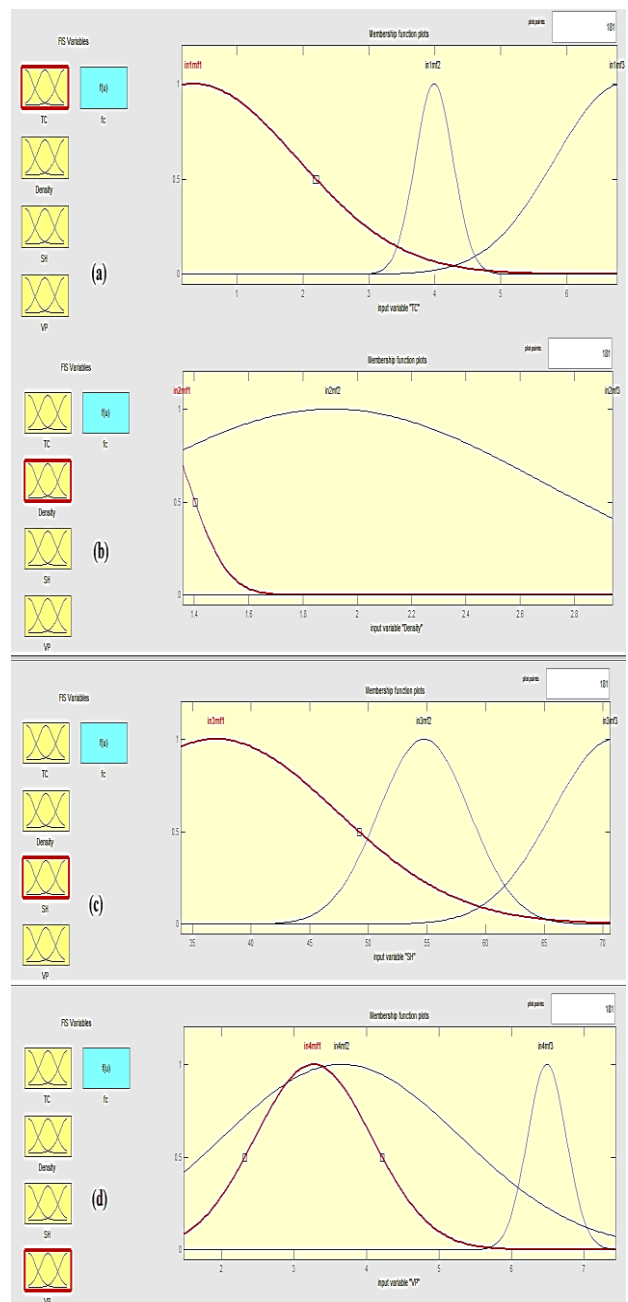 plot points: 181
FIS Variables
Membership function plots
in1mf1 in1mf2 in1mf3
f(u)
TC fc
1
0.5
0
Density
SH
(a)
VP
1 2 3 4 5 6
input variable "TC"
plot points: 181
FIS Variables
Membership function plots
in2mf1 in2mf2 in2mf3
f(u)
TC fc
1
0.5
0
Density
SH
(b)
VP
1.4 1.6 1.8 2 2.2 2.4 2.6 2.8
input variable "Density"
plot points: 181
FIS Variables
Membership function plots
in3mf1 in3mf2 in3mf3
f(u)
TC fc
1
0.5
0
Density
SH
(c)
VP
35 40 45 50 55 60 65 70
input variable "SH"
plot points: 181
FIS Variables
Membership function plots
in4mf1 in4mf2 in4mf3
f(u)
TC fc
1
0.5
0
Density
SH
(d)
VP
2 3 4 5 6 7
input variable "VP"